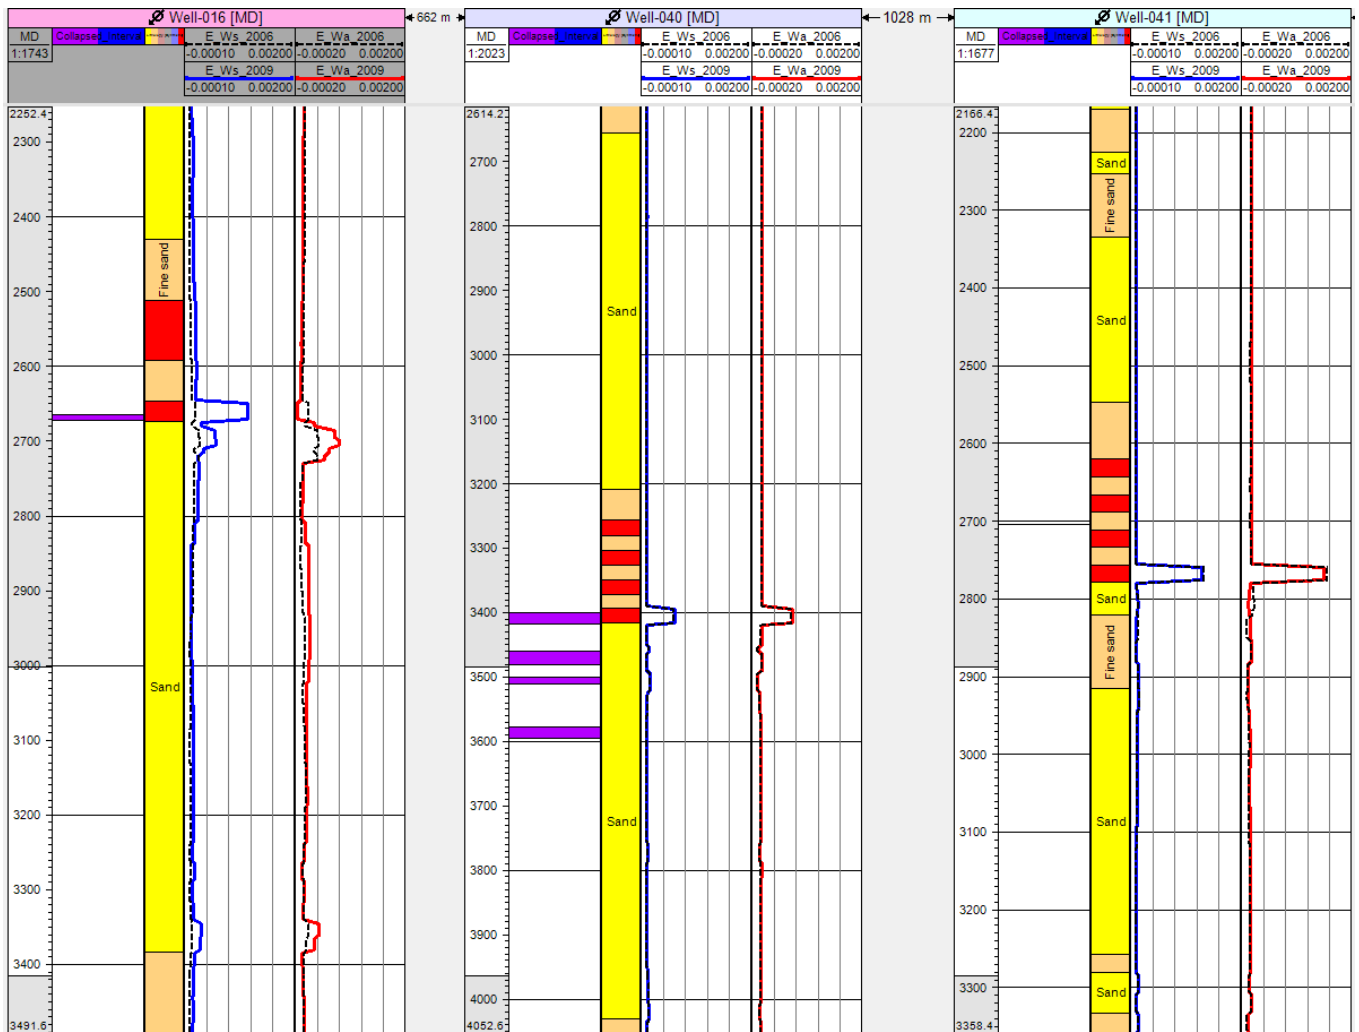 Well-016 [MD]
662 m
Well-040 [MD]
1028 m
Well-041 [MD]
MD
Collapsed_Interval
E_Ws_2006
E_Wa_2006
1:1743
-0.00010 0.00200
-0.00020 0.00200
E_Ws_2009
E_Wa_2009
-0.00010 0.00200
-0.00020 0.00200
MD
Collapsed_Interval
E_Ws_2006
E_Wa_2006
1:2023
-0.00010 0.00200
-0.00020 0.00200
E_Ws_2009
E_Wa_2009
-0.00010 0.00200
-0.00020 0.00200
MD
Collapsed_Interval
E_Ws_2006
E_Wa_2006
1:1677
-0.00010 0.00200
-0.00020 0.00200
E_Ws_2009
E_Wa_2009
-0.00010 0.00200
-0.00020 0.00200
2252.4
2300
2400
2500
2600
2700
2800
2900
3000
3100
3200
3300
3400
3491.6
Fine sand
Sand
2614.2
2700
2800
2900
3000
3100
3200
3300
3400
3500
3600
3700
3800
3900
4000
4052.6
Sand
Sand
2166.4
2200
2300
2400
2500
2600
2700
2800
2900
3000
3100
3200
3300
3358.4
Sand
Fine sand
Sand
Sand
Fine sand
Sand
Sand